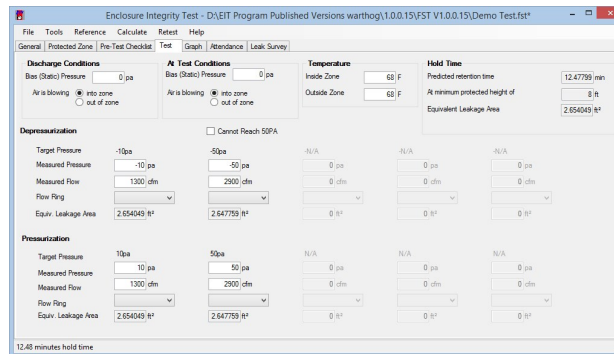 Enclosure Integrity Test - D:\EIT Program Published Versions warthog\1.0.0.15\FST V1.0.0.15\Demo Test.fst*
File Tools Reference Calculate Retest Help
General Protected Zone Pre-Test Checklist Test Graph Attendance Leak Survey
Discharge Conditions At Test Conditions Temperature Hold Time
Bias (Static) Pressure 0 pa Bias (Static) Pressure 0 pa Inside Zone 68 F Predicted retention time 12.47799 min
Air is blowing into zone Air is blowing into zone Outside Zone 68 F At minimum protected height of 8 ft
out of zone out of zone Equivalent Leakage Area 2.654049 ft²
Depressurization Cannot Reach 50PA
Target Pressure -10pa -50pa -N/A -N/A -N/A
Measured Pressure -10 pa -50 pa 0 pa 0 pa 0 pa
Measured Flow 1300 cfm 2900 cfm 0 cfm 0 cfm 0 cfm
Flow Ring
Equiv. Leakage Area 2.654049 ft² 2.647759 ft² 0 ft² 0 ft² 0 ft²
Pressurization
Target Pressure 10pa 50pa N/A N/A N/A
Measured Pressure 10 pa 50 pa 0 pa 0 pa 0 pa
Measured Flow 1300 cfm 2900 cfm 0 cfm 0 cfm 0 cfm
Flow Ring
Equiv. Leakage Area 2.654049 ft² 2.647759 ft² 0 ft² 0 ft² 0 ft²
12.48 minutes hold time